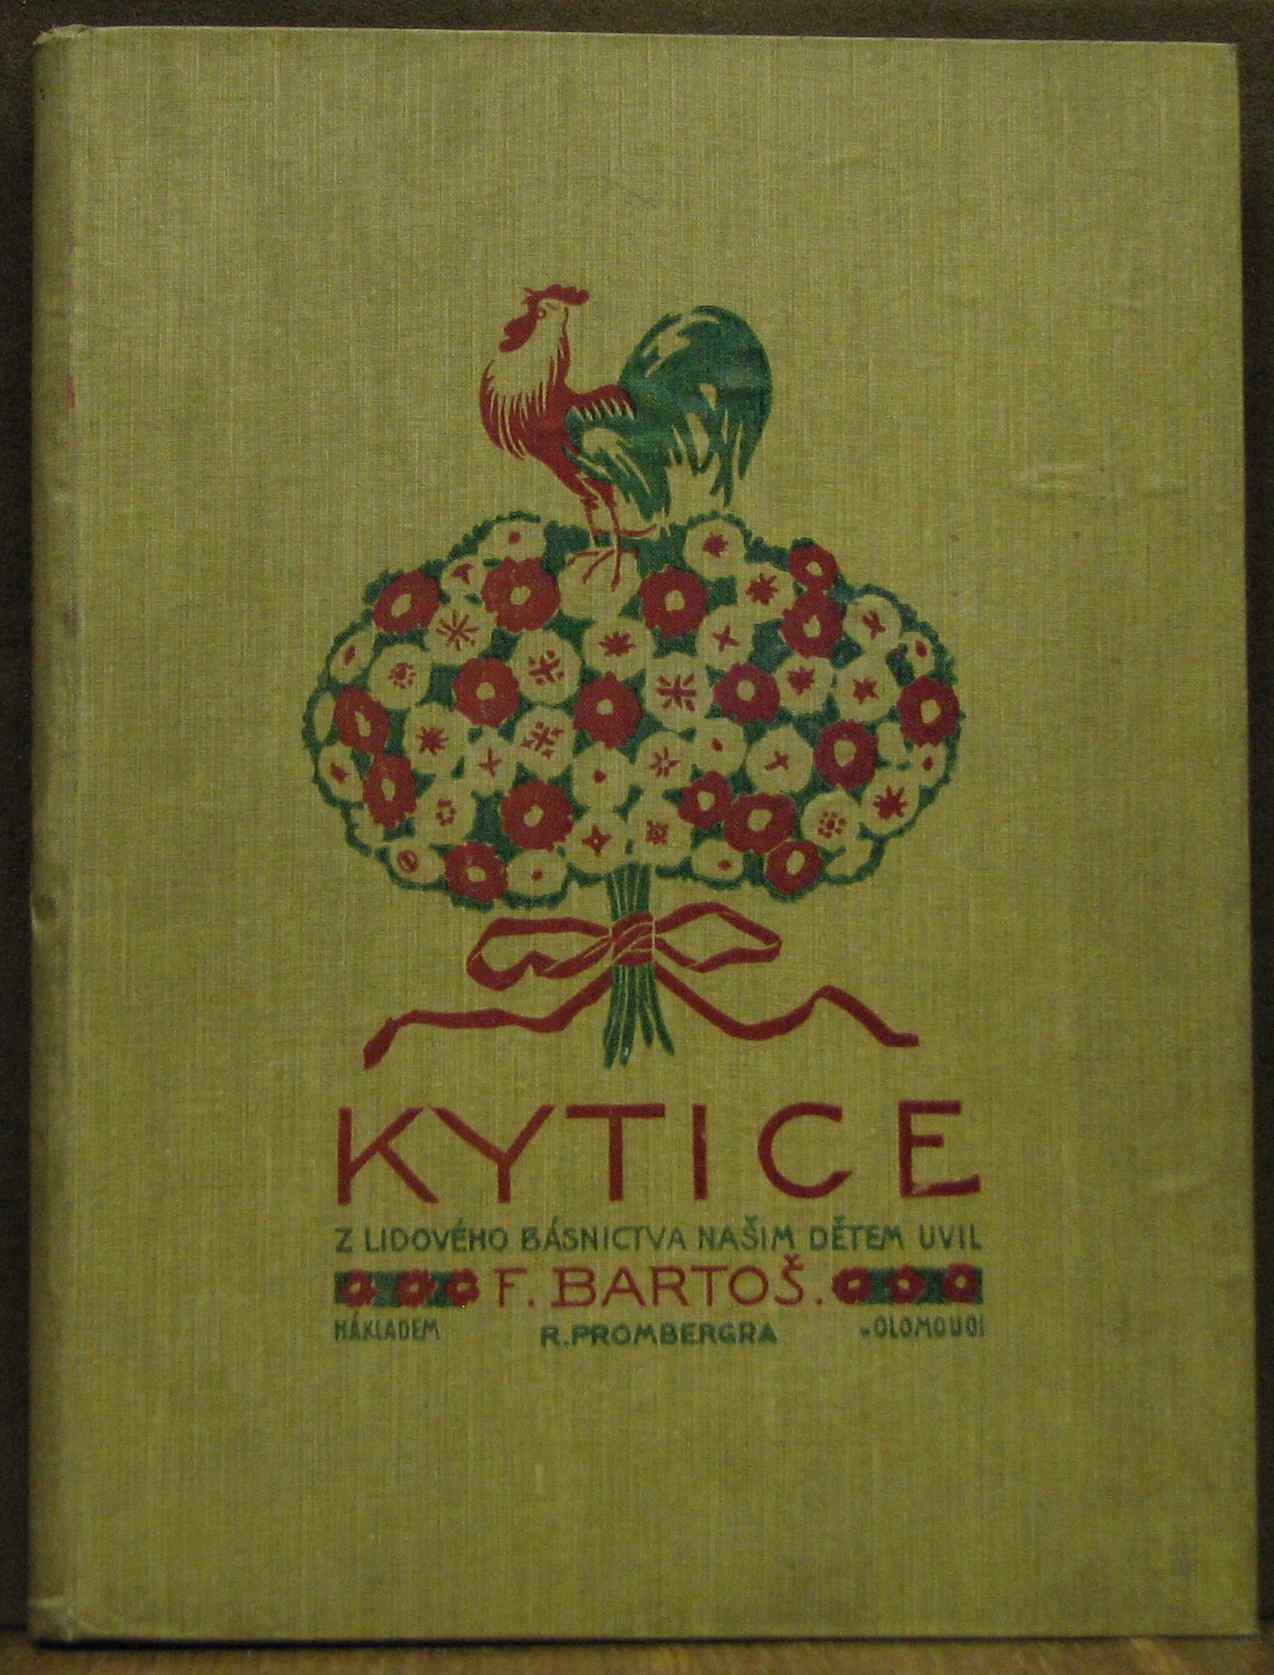 KYTICE
Z LIDOVÉHO BÁSNICTVA NAŠIM DĚTEM UVIL
F. BARTOŠ.
NÁKLADEM R. PROMBERGRA v OLOMOUCI